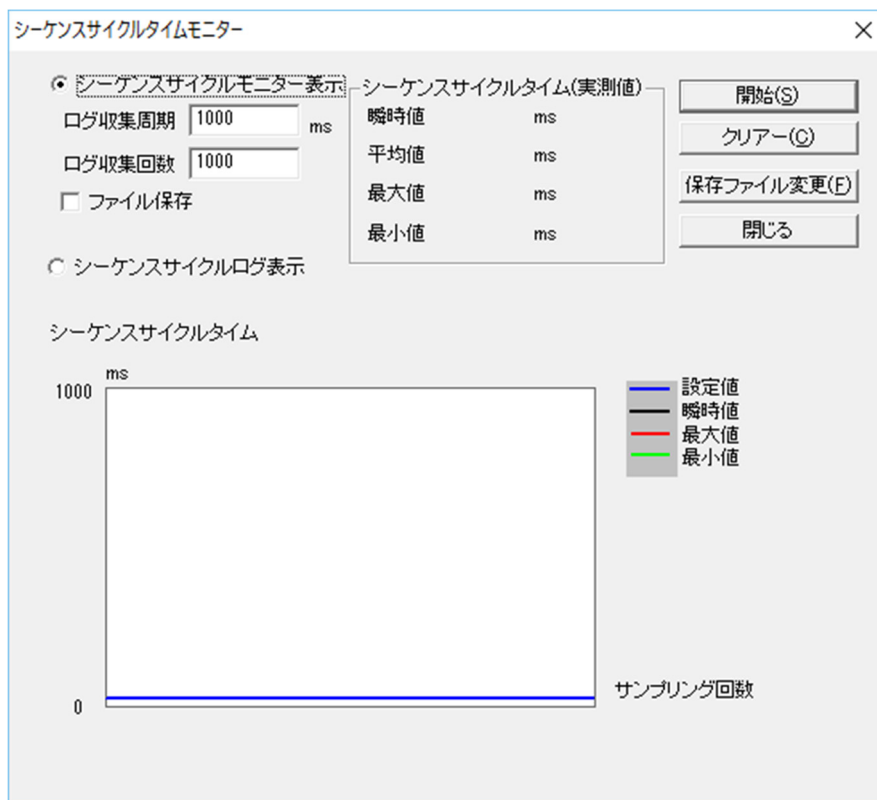 シーケンスサイクルタイムモニター
シーケンスサイクルモニター表示
ログ収集周期 1000 ms
ログ収集回数 1000
ファイル保存
シーケンスサイクルログ表示
シーケンスサイクルタイム(実測値)
瞬時値 ms
平均値 ms
最大値 ms
最小値 ms
開始(S)
クリアー(C)
保存ファイル変更(F)
閉じる
シーケンスサイクルタイム
ms
1000
0
設定値
瞬時値
最大値
最小値
サンプリング回数